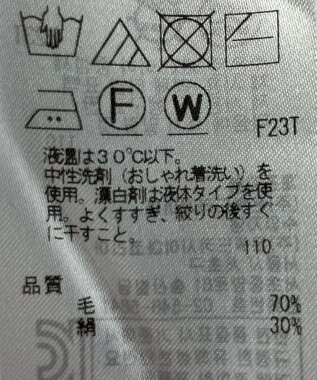 F
W
F23T
液温は30℃以下。
中性洗剤(おしゃれ着洗い)を
使用。漂白剤は液体タイプを使
用。よくすすぎ、絞りの後すぐ
に干すこと。
110
品質
毛 70%
絹 30%